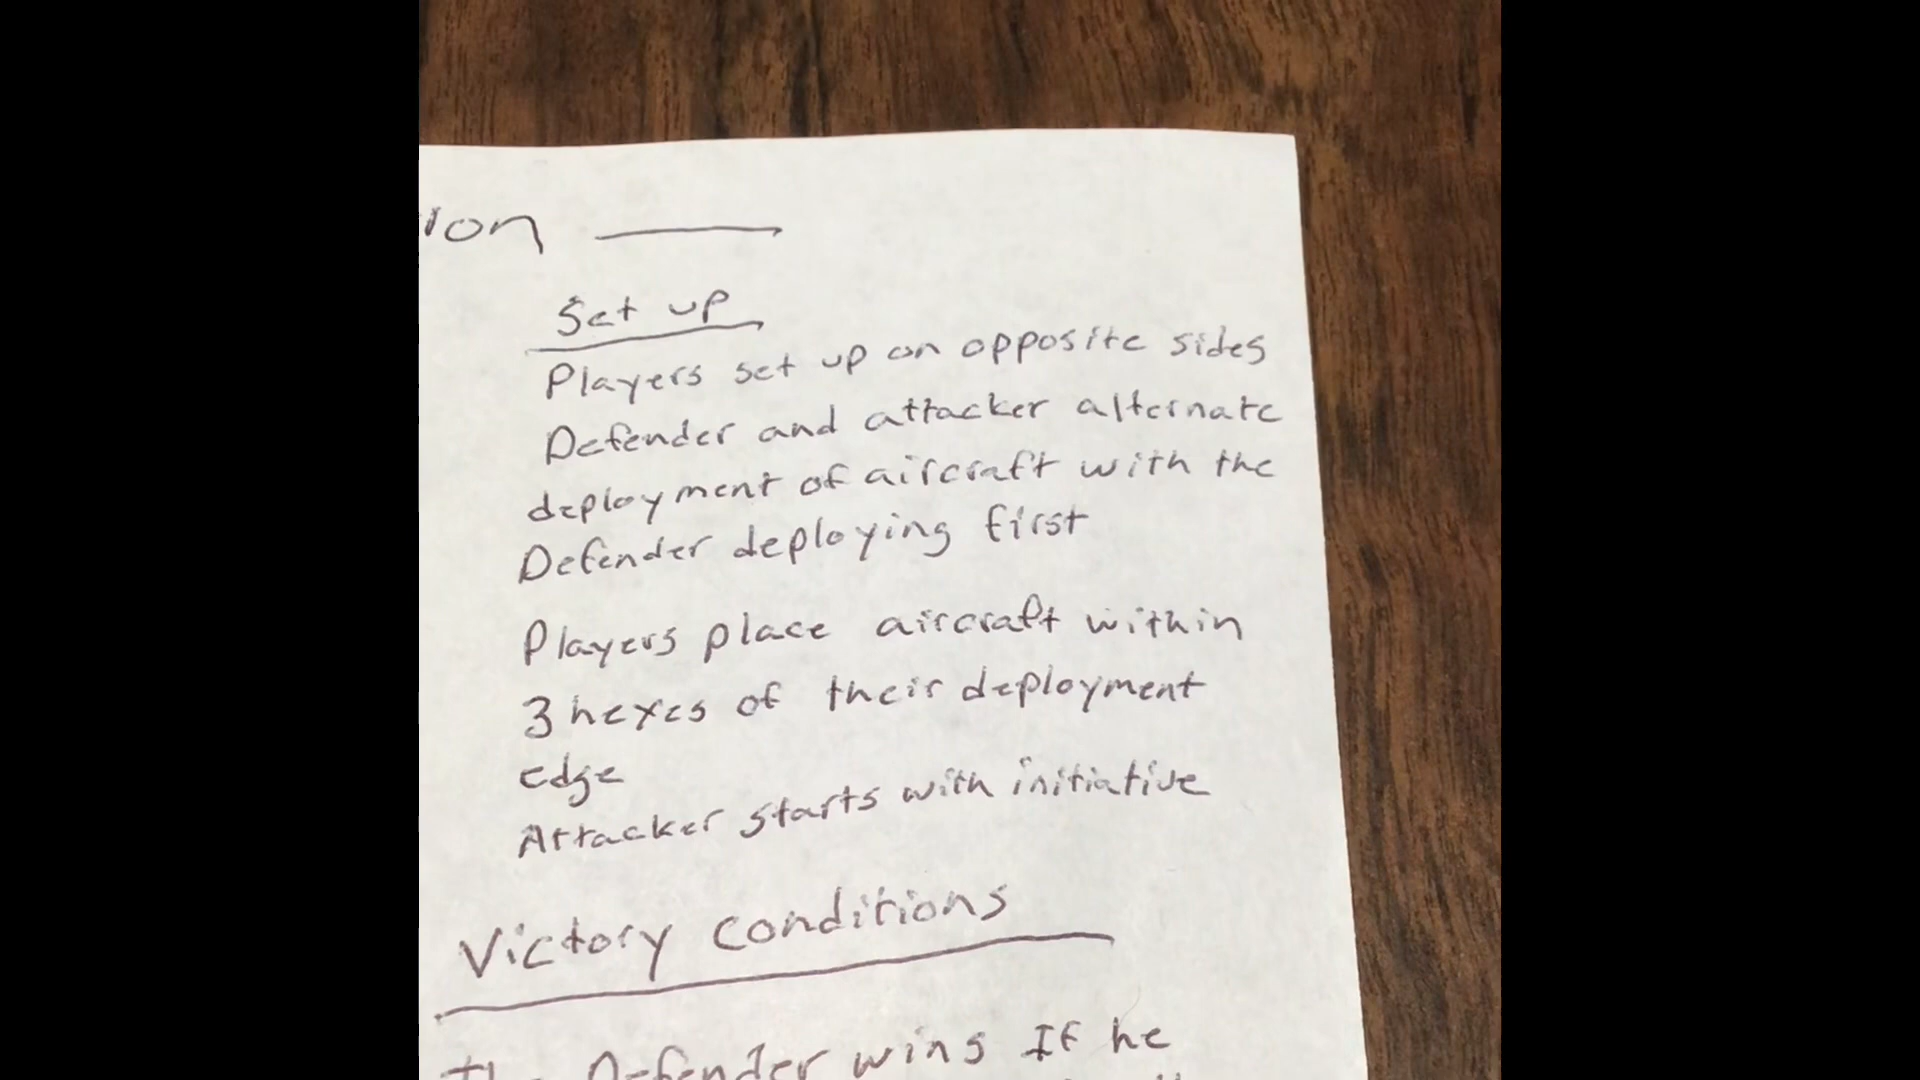 Set up
Players set up on opposite sides
Defender and attacker alternate
deployment of aircraft with the
Defender deploying first
Players place aircraft within
3 hexes of their deployment
edge
Attacker starts with initiative
Victory conditions
The Defender wins If he